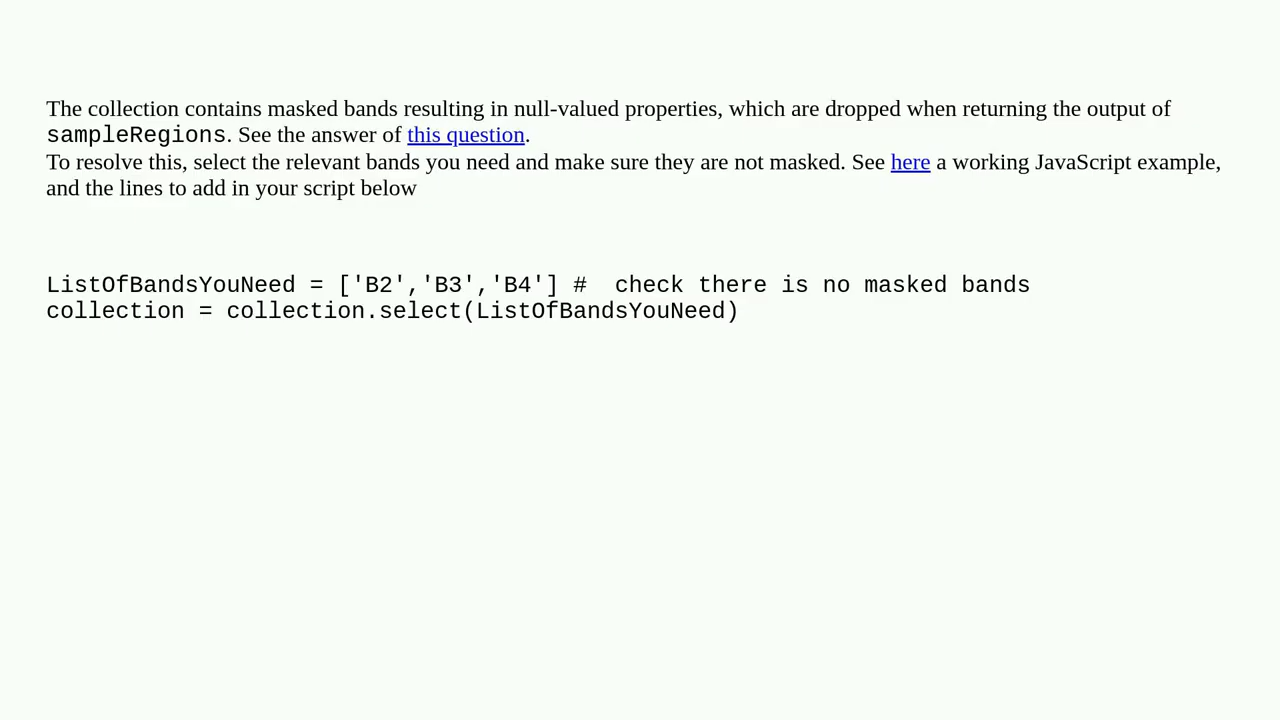 The collection contains masked bands resulting in null-valued properties, which are dropped when returning the output of
sampleRegions. See the answer of this question.
To resolve this, select the relevant bands you need and make sure they are not masked. See here a working JavaScript example,
and the lines to add in your script below
ListOfBandsYouNeed = ['B2','B3','B4'] #  check there is no masked bands
collection = collection.select(ListOfBandsYouNeed)